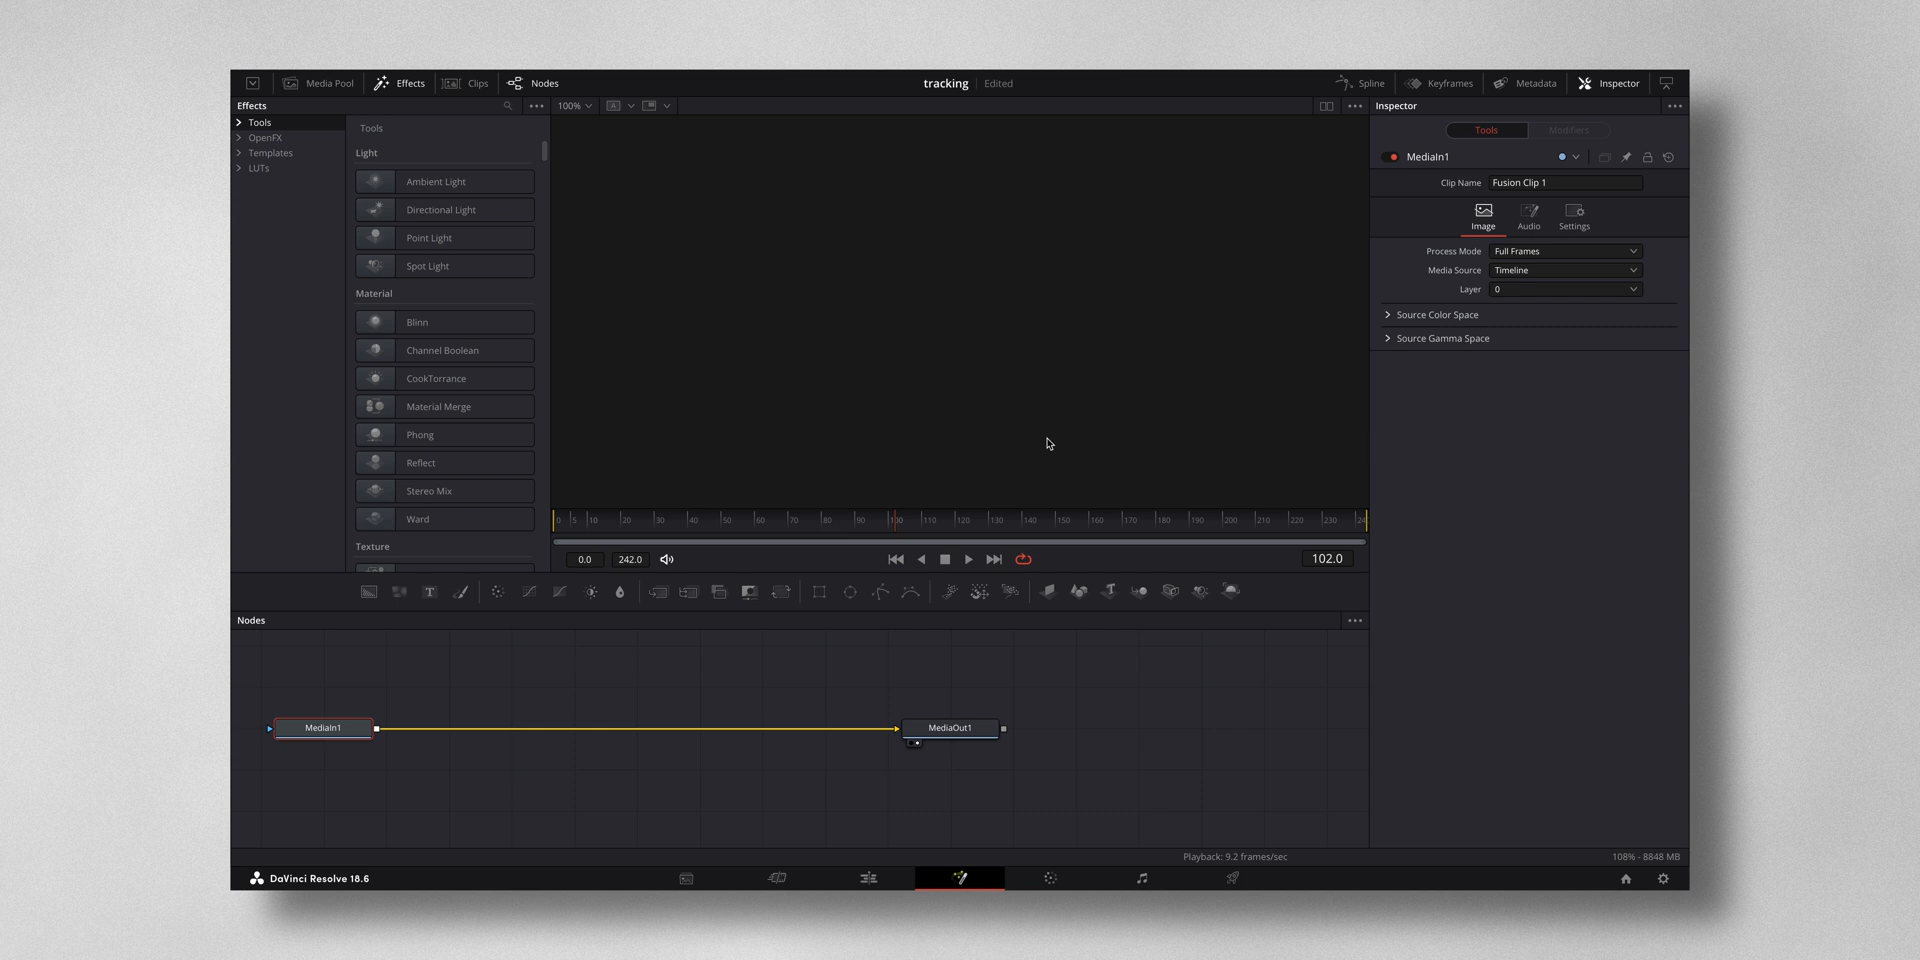 Media Pool Effects Clips Nodes tracking Edited Spline Keyframes Metadata Inspector
Effects 100% A Inspector
Tools
OpenFX
Templates
LUTs
Tools
Light
Ambient Light
Directional Light
Point Light
Spot Light
Material
Blinn
Channel Boolean
CookTorrance
Material Merge
Phong
Reflect
Stereo Mix
Ward
Texture
0 5 10 20 30 40 50 60 70 80 90 100 110 120 130 140 150 160 170 180 190 200 210 220 230 24
0.0 242.0 102.0
Tools Modifiers
MediaIn1
Clip Name Fusion Clip 1
Image Audio Settings
Process Mode Full Frames
Media Source Timeline
Layer 0
Source Color Space
Source Gamma Space
T
Nodes
MediaIn1 MediaOut1
Playback: 9.2 frames/sec 108% - 8848 MB
DaVinci Resolve 18.6